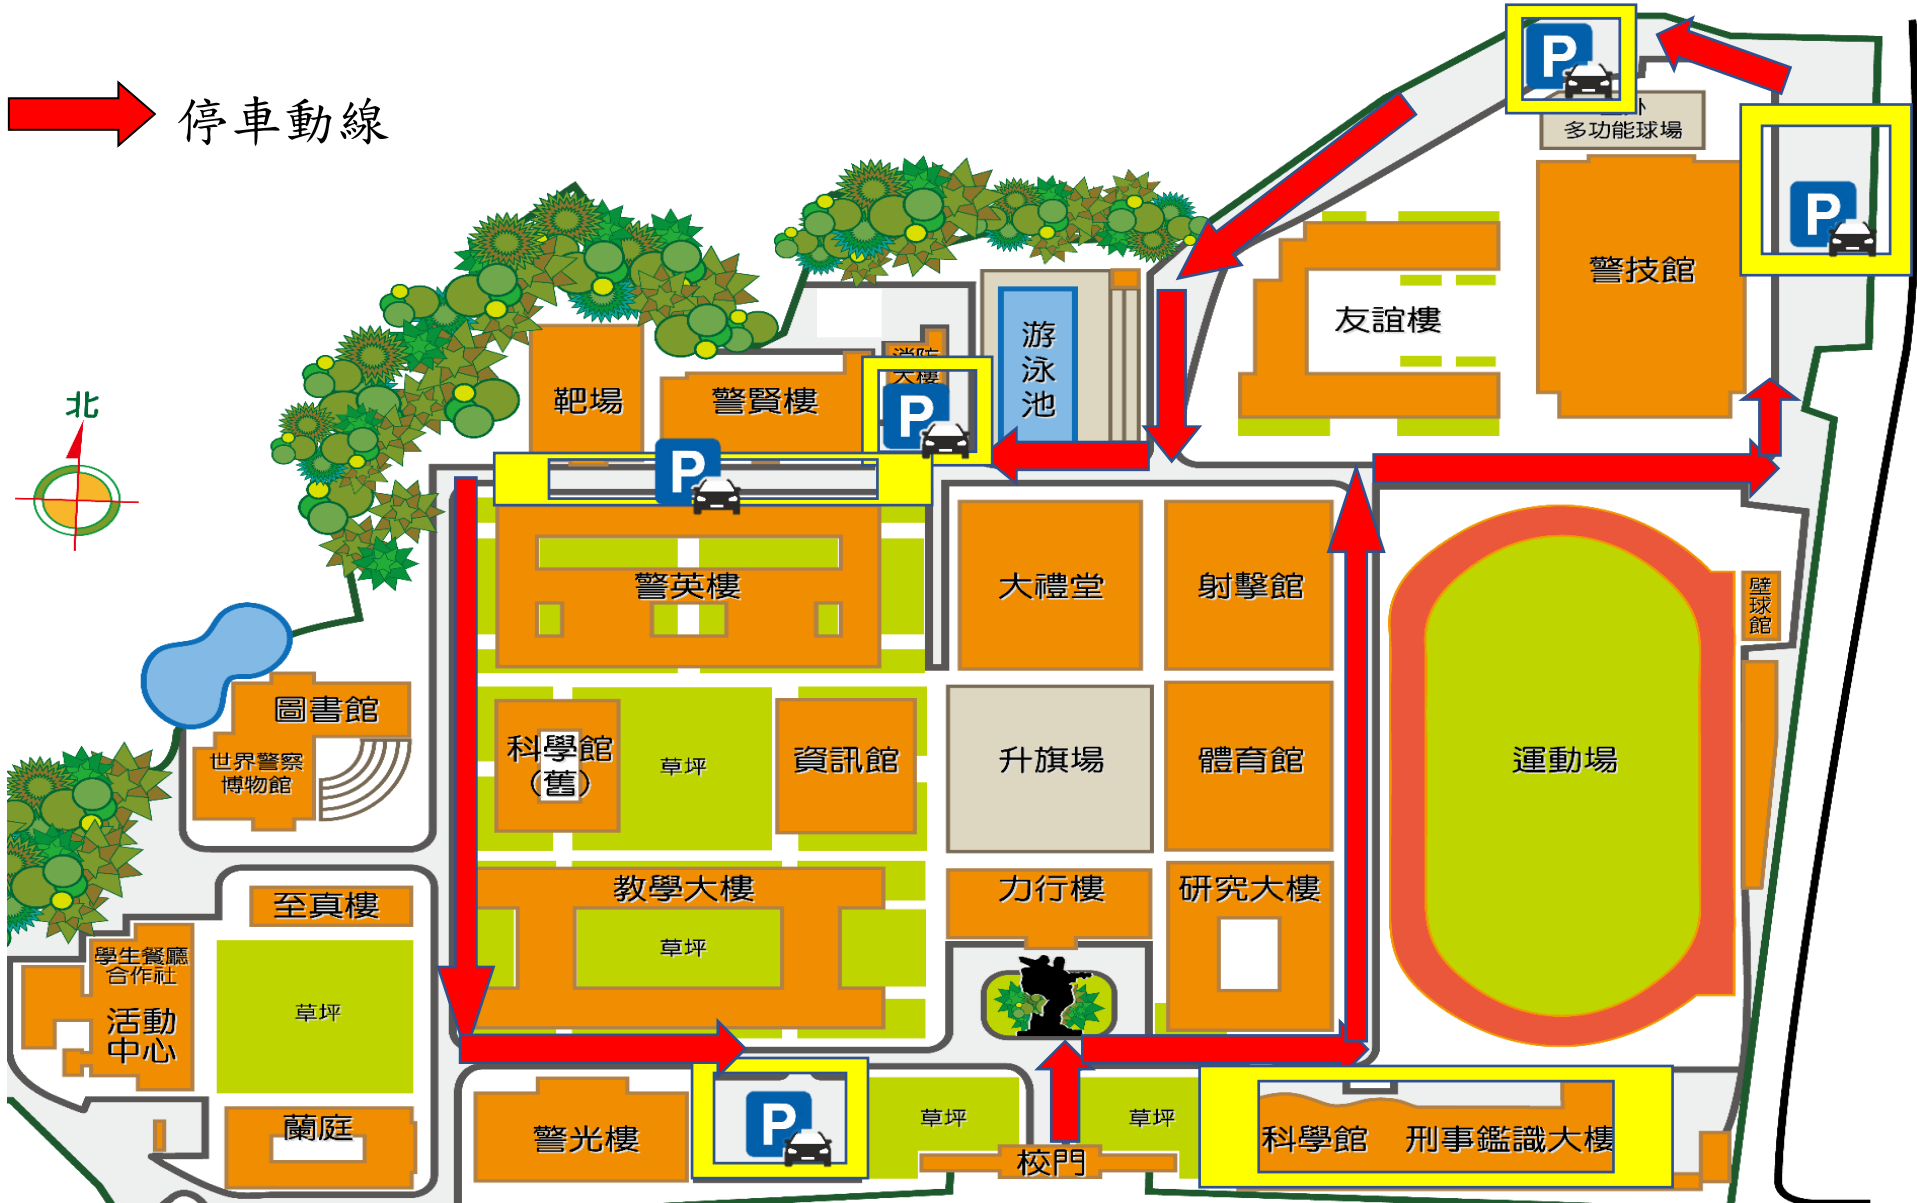 停車動線
P
多功能球場
P
警技館
友誼樓
游泳池
消防
大樓
P
靶場
警賢樓
P
北
警英樓
大禮堂
射擊館
壁球館
圖書館
世界警察
博物館
科學館
(舊)
草坪
資訊館
升旗場
體育館
運動場
至真樓
教學大樓
力行樓
研究大樓
學生餐廳
合作社
活動
中心
草坪
草坪
蘭庭
警光樓
P
草坪
校門
草坪
科學館
刑事鑑識大樓